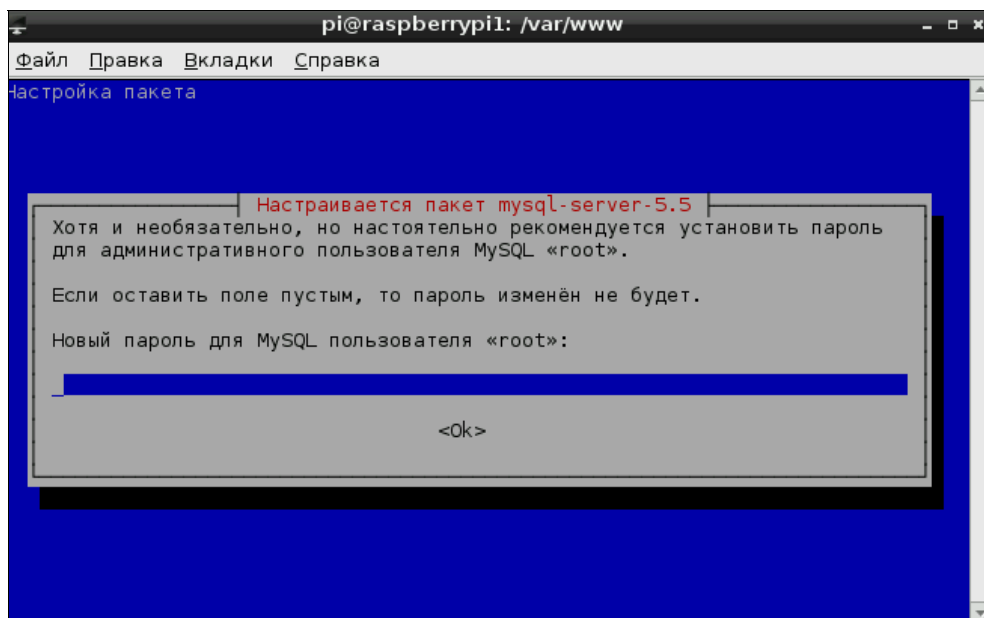 pi@raspberrypi1: /var/www
Файл Правка Вкладки Справка
Настройка пакета
Настраивается пакет mysql-server-5.5
Хотя и необязательно, но настоятельно рекомендуется установить пароль
для административного пользователя MySQL «root».
Если оставить поле пустым, то пароль изменён не будет.
Новый пароль для MySQL пользователя «root»:
<Ok>